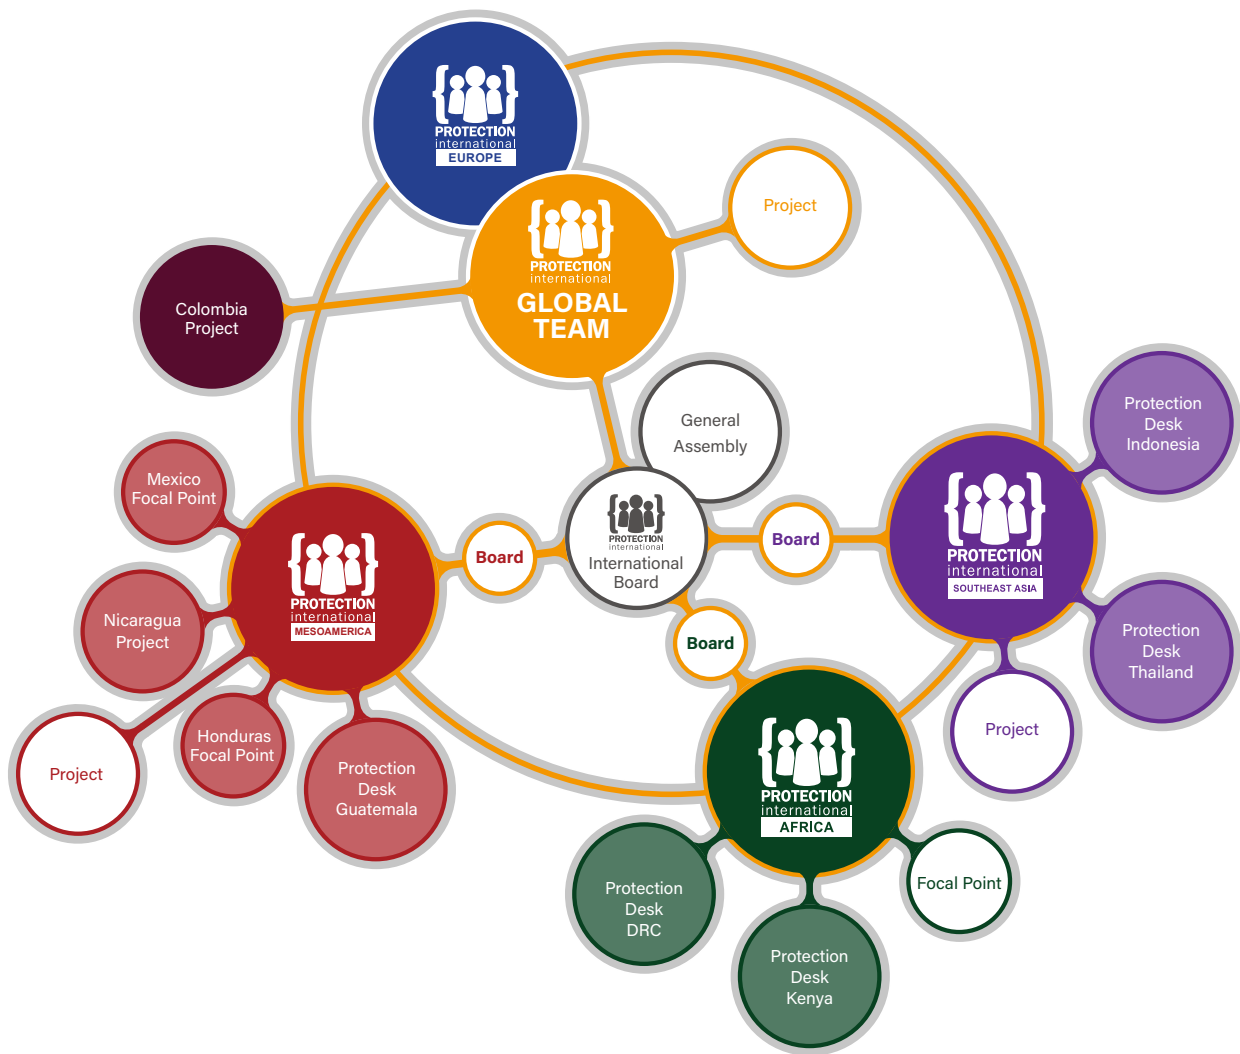 PROTECTION
international
EUROPE
Project
PROTECTION
international
GLOBAL
TEAM
Colombia
Project
General
Assembly
Protection
Desk
Indonesia
Mexico
Focal Point
PROTECTION
international
International
Board
Board
Board
PROTECTION
international
SOUTHEAST ASIA
PROTECTION
international
MESOAMERICA
Nicaragua
Project
Board
Protection
Desk
Thailand
Project
Honduras
Focal Point
Project
Protection
Desk
Guatemala
PROTECTION
international
AFRICA
Protection
Desk
DRC
Focal Point
Protection
Desk
Kenya